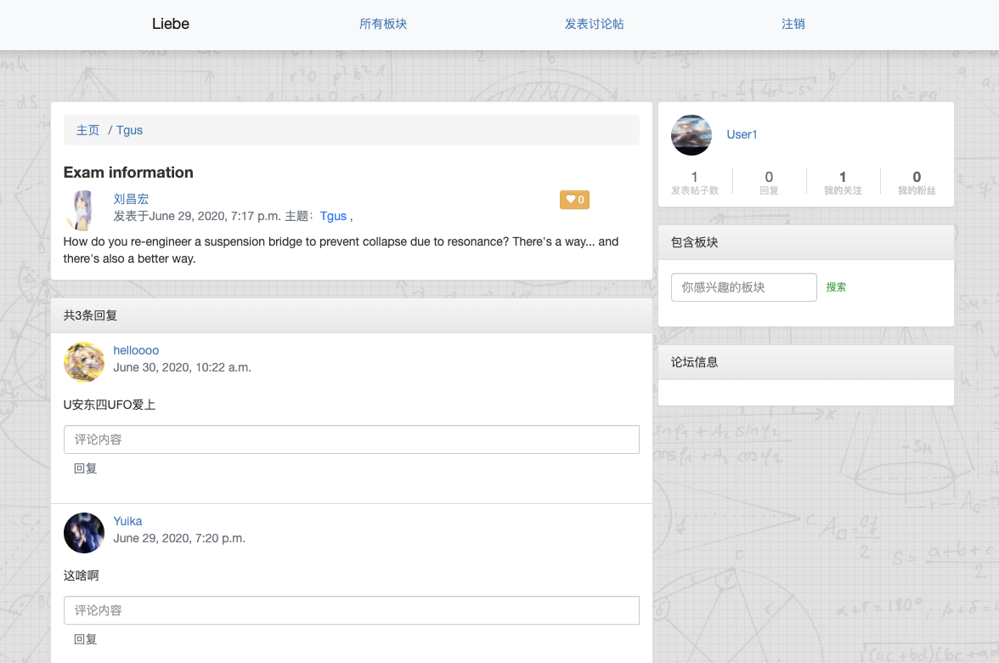 Liebe
所有板块
发表讨论帖
注销
主页 / Tgus
Exam information
刘昌宏
0
发表于June 29, 2020, 7:17 p.m. 主题：Tgus ,
How do you re-engineer a suspension bridge to prevent collapse due to resonance? There's a way... and
there's also a better way.
共3条回复
helloooo
June 30, 2020, 10:22 a.m.
U安东四UFO爱上
评论内容
回复
Yuika
June 29, 2020, 7:20 p.m.
这啥啊
评论内容
回复
User1
1
发表帖子数
0
回复
1
我的关注
0
我的粉丝
包含板块
你感兴趣的板块
搜索
论坛信息